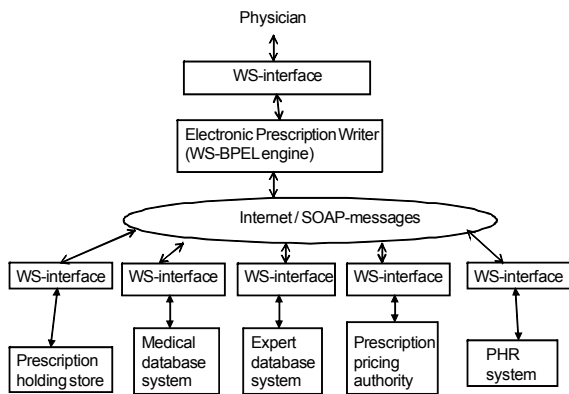 Physician
WS-interface
Electronic Prescription Writer
(WS-BPEL engine)
Internet / SOAP-messages
WS-interface
WS-interface
WS-interface
WS-interface
WS-interface
Prescription
holding store
Medical
database
system
Expert
database
system
Prescription
pricing
authority
PHR
system